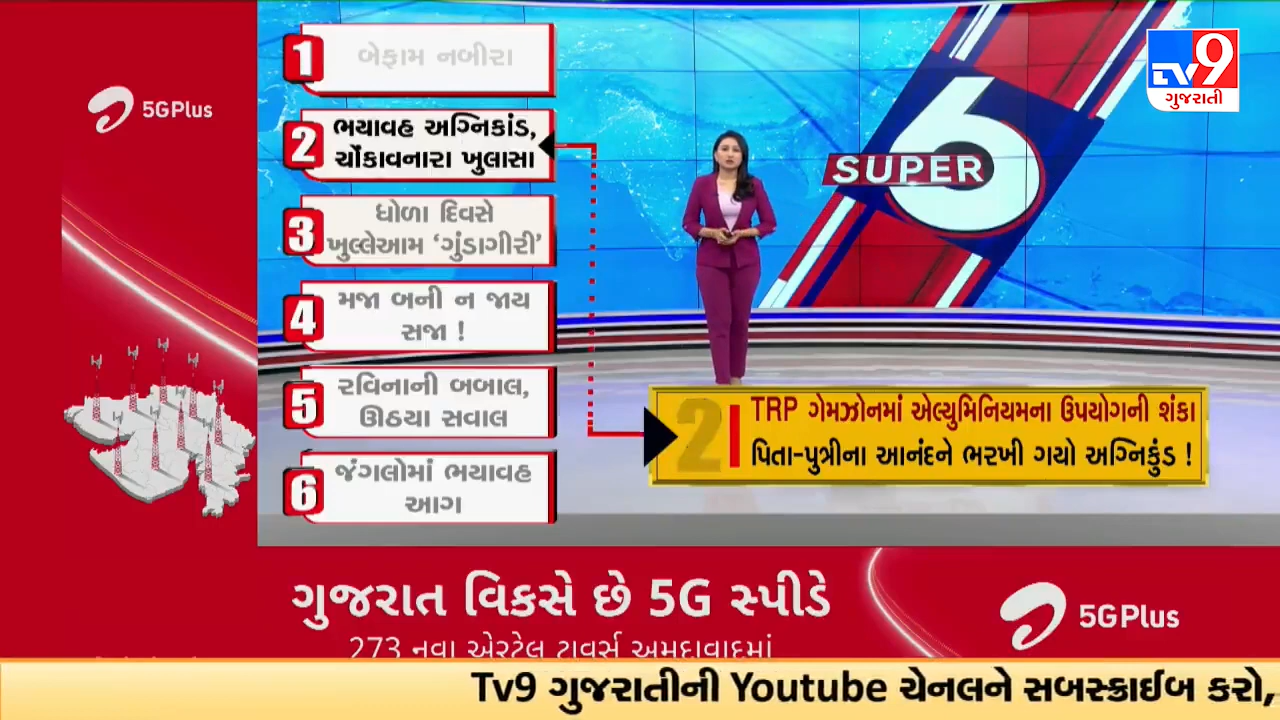 5GPlus
1
બેફામ નબીરા
2
ભયાવહ અગ્નિકાંડ,
ચોંકાવનારા ખુલાસા
3
ધોળા દિવસે
ખુલ્લેઆમ ‘ગુંડાગીરી’
4
મજા બની ન જાય
સજા !
5
રવિનાની બબાલ,
ઊઠયા સવાલ
6
જંગલોમાં ભયાવહ
આગ
TV9
ગુજરાતી
SUPER
6
2
TRP ગેમઝોનમાં એલ્યુમિનિયમના ઉપયોગની શંકા
પિતા-પુત્રીના આનંદને ભરખી ગયો અગ્નિકુંડ !
ગુજરાત વિકસે છે 5G સ્પીડે
273 નવા એરટેલ ટાવર્સ અમદાવાદમાં
5GPlus
Tv9 ગુજરાતીની Youtube ચેનલને સબસ્ક્રાઈબ કરો,